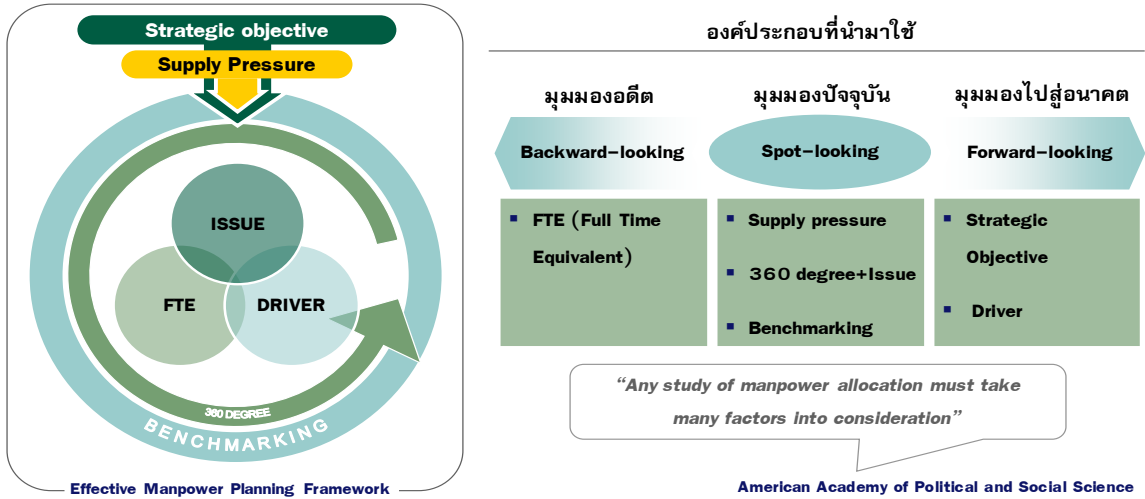 Strategic objective
Supply Pressure
ISSUE
FTE
DRIVER
360 DEGREE
BENCHMARKING
Effective Manpower Planning Framework
องค์ประกอบที่นำมาใช้
มุมมองอดีต
มุมมองปัจจุบัน
มุมมองไปสู่อนาคต
Backward-looking
Spot-looking
Forward-looking
▪ FTE (Full Time
Equivalent)
▪ Supply pressure
▪ 360 degree+Issue
▪ Benchmarking
▪ Strategic
Objective
▪ Driver
“Any study of manpower allocation must take
many factors into consideration”
American Academy of Political and Social Science